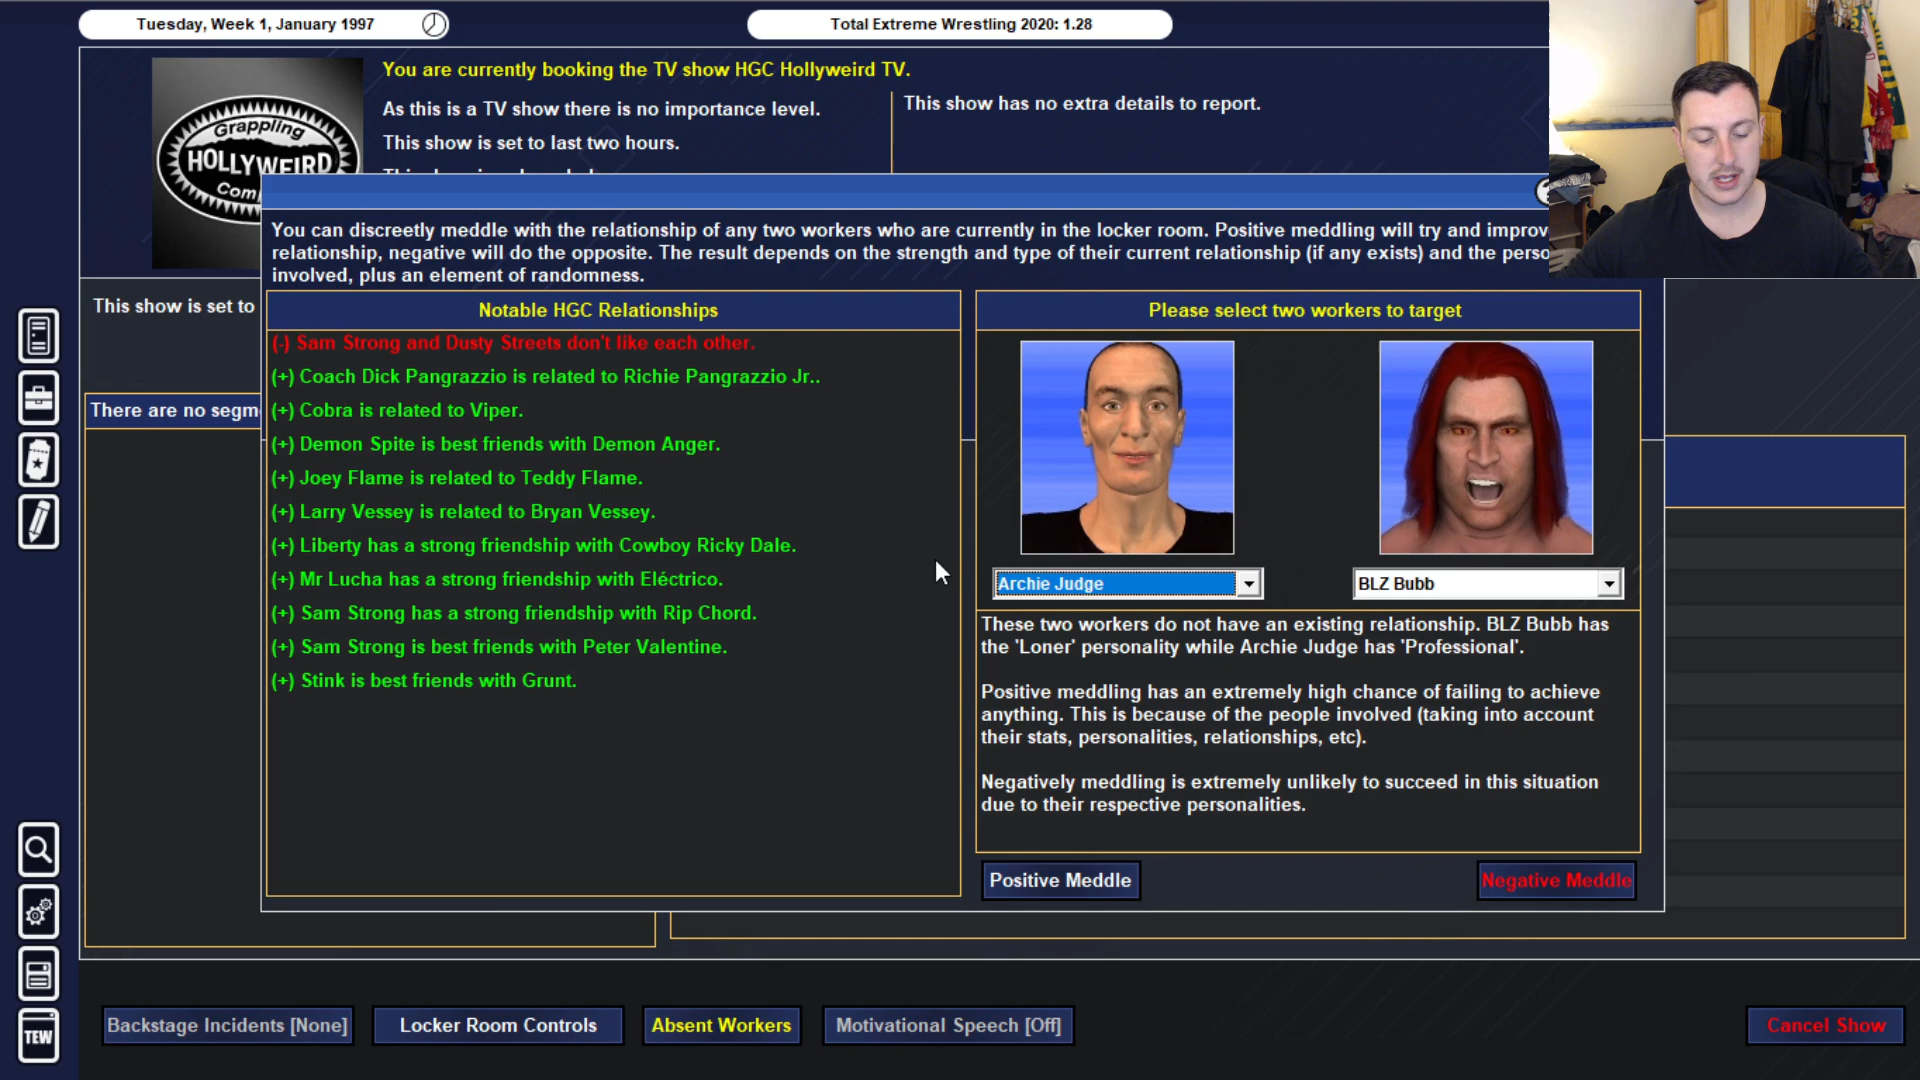 Tuesday, Week 1, January 1997
Total Extreme Wrestling 2020: 1.28
Grappling
HOLLYWEIRD
Com
You are currently booking the TV show HGC Hollyweird TV.
As this is a TV show there is no importance level.
This show is set to last two hours.
This show has no extra details to report.
You can discreetly meddle with the relationship of any two workers who are currently in the locker room. Positive meddling will try and improv
relationship, negative will do the opposite. The result depends on the strength and type of their current relationship (if any exists) and the perso
involved, plus an element of randomness.
This show is set to
There are no segm
Notable HGC Relationships
(-) Sam Strong and Dusty Streets don't like each other.
(+) Coach Dick Pangrazzio is related to Richie Pangrazzio Jr..
(+) Cobra is related to Viper.
(+) Demon Spite is best friends with Demon Anger.
(+) Joey Flame is related to Teddy Flame.
(+) Larry Vessey is related to Bryan Vessey.
(+) Liberty has a strong friendship with Cowboy Ricky Dale.
(+) Mr Lucha has a strong friendship with Eléctrico.
(+) Sam Strong has a strong friendship with Rip Chord.
(+) Sam Strong is best friends with Peter Valentine.
(+) Stink is best friends with Grunt.
Please select two workers to target
Archie Judge
BLZ Bubb
These two workers do not have an existing relationship. BLZ Bubb has
the 'Loner' personality while Archie Judge has 'Professional'.
Positive meddling has an extremely high chance of failing to achieve
anything. This is because of the people involved (taking into account
their stats, personalities, relationships, etc).
Negatively meddling is extremely unlikely to succeed in this situation
due to their respective personalities.
Positive Meddle
Negative Meddle
TEW
Backstage Incidents [None]
Locker Room Controls
Absent Workers
Motivational Speech [Off]
Cancel Show